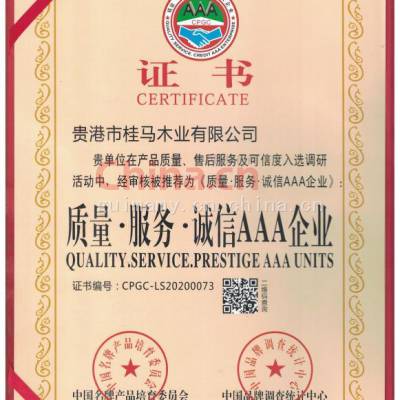 AAA
CPGC
QUALITY SERVICE CREDIT AAA ENTERPRISE
证书
CERTIFICATE
贵港市桂马木业有限公司
贵单位在产品质量、售后服务及可信度入选调研
活动中，经审核被推荐为《质量·服务·诚信AAA企业》：
质量·服务·诚信AAA企业
QUALITY.SERVICE.PRESTIGE AAA UNITS
证书编号：CPGC-LS20200073
二维码查询
中国名牌产品培育委员会
中国品牌调查统计中心